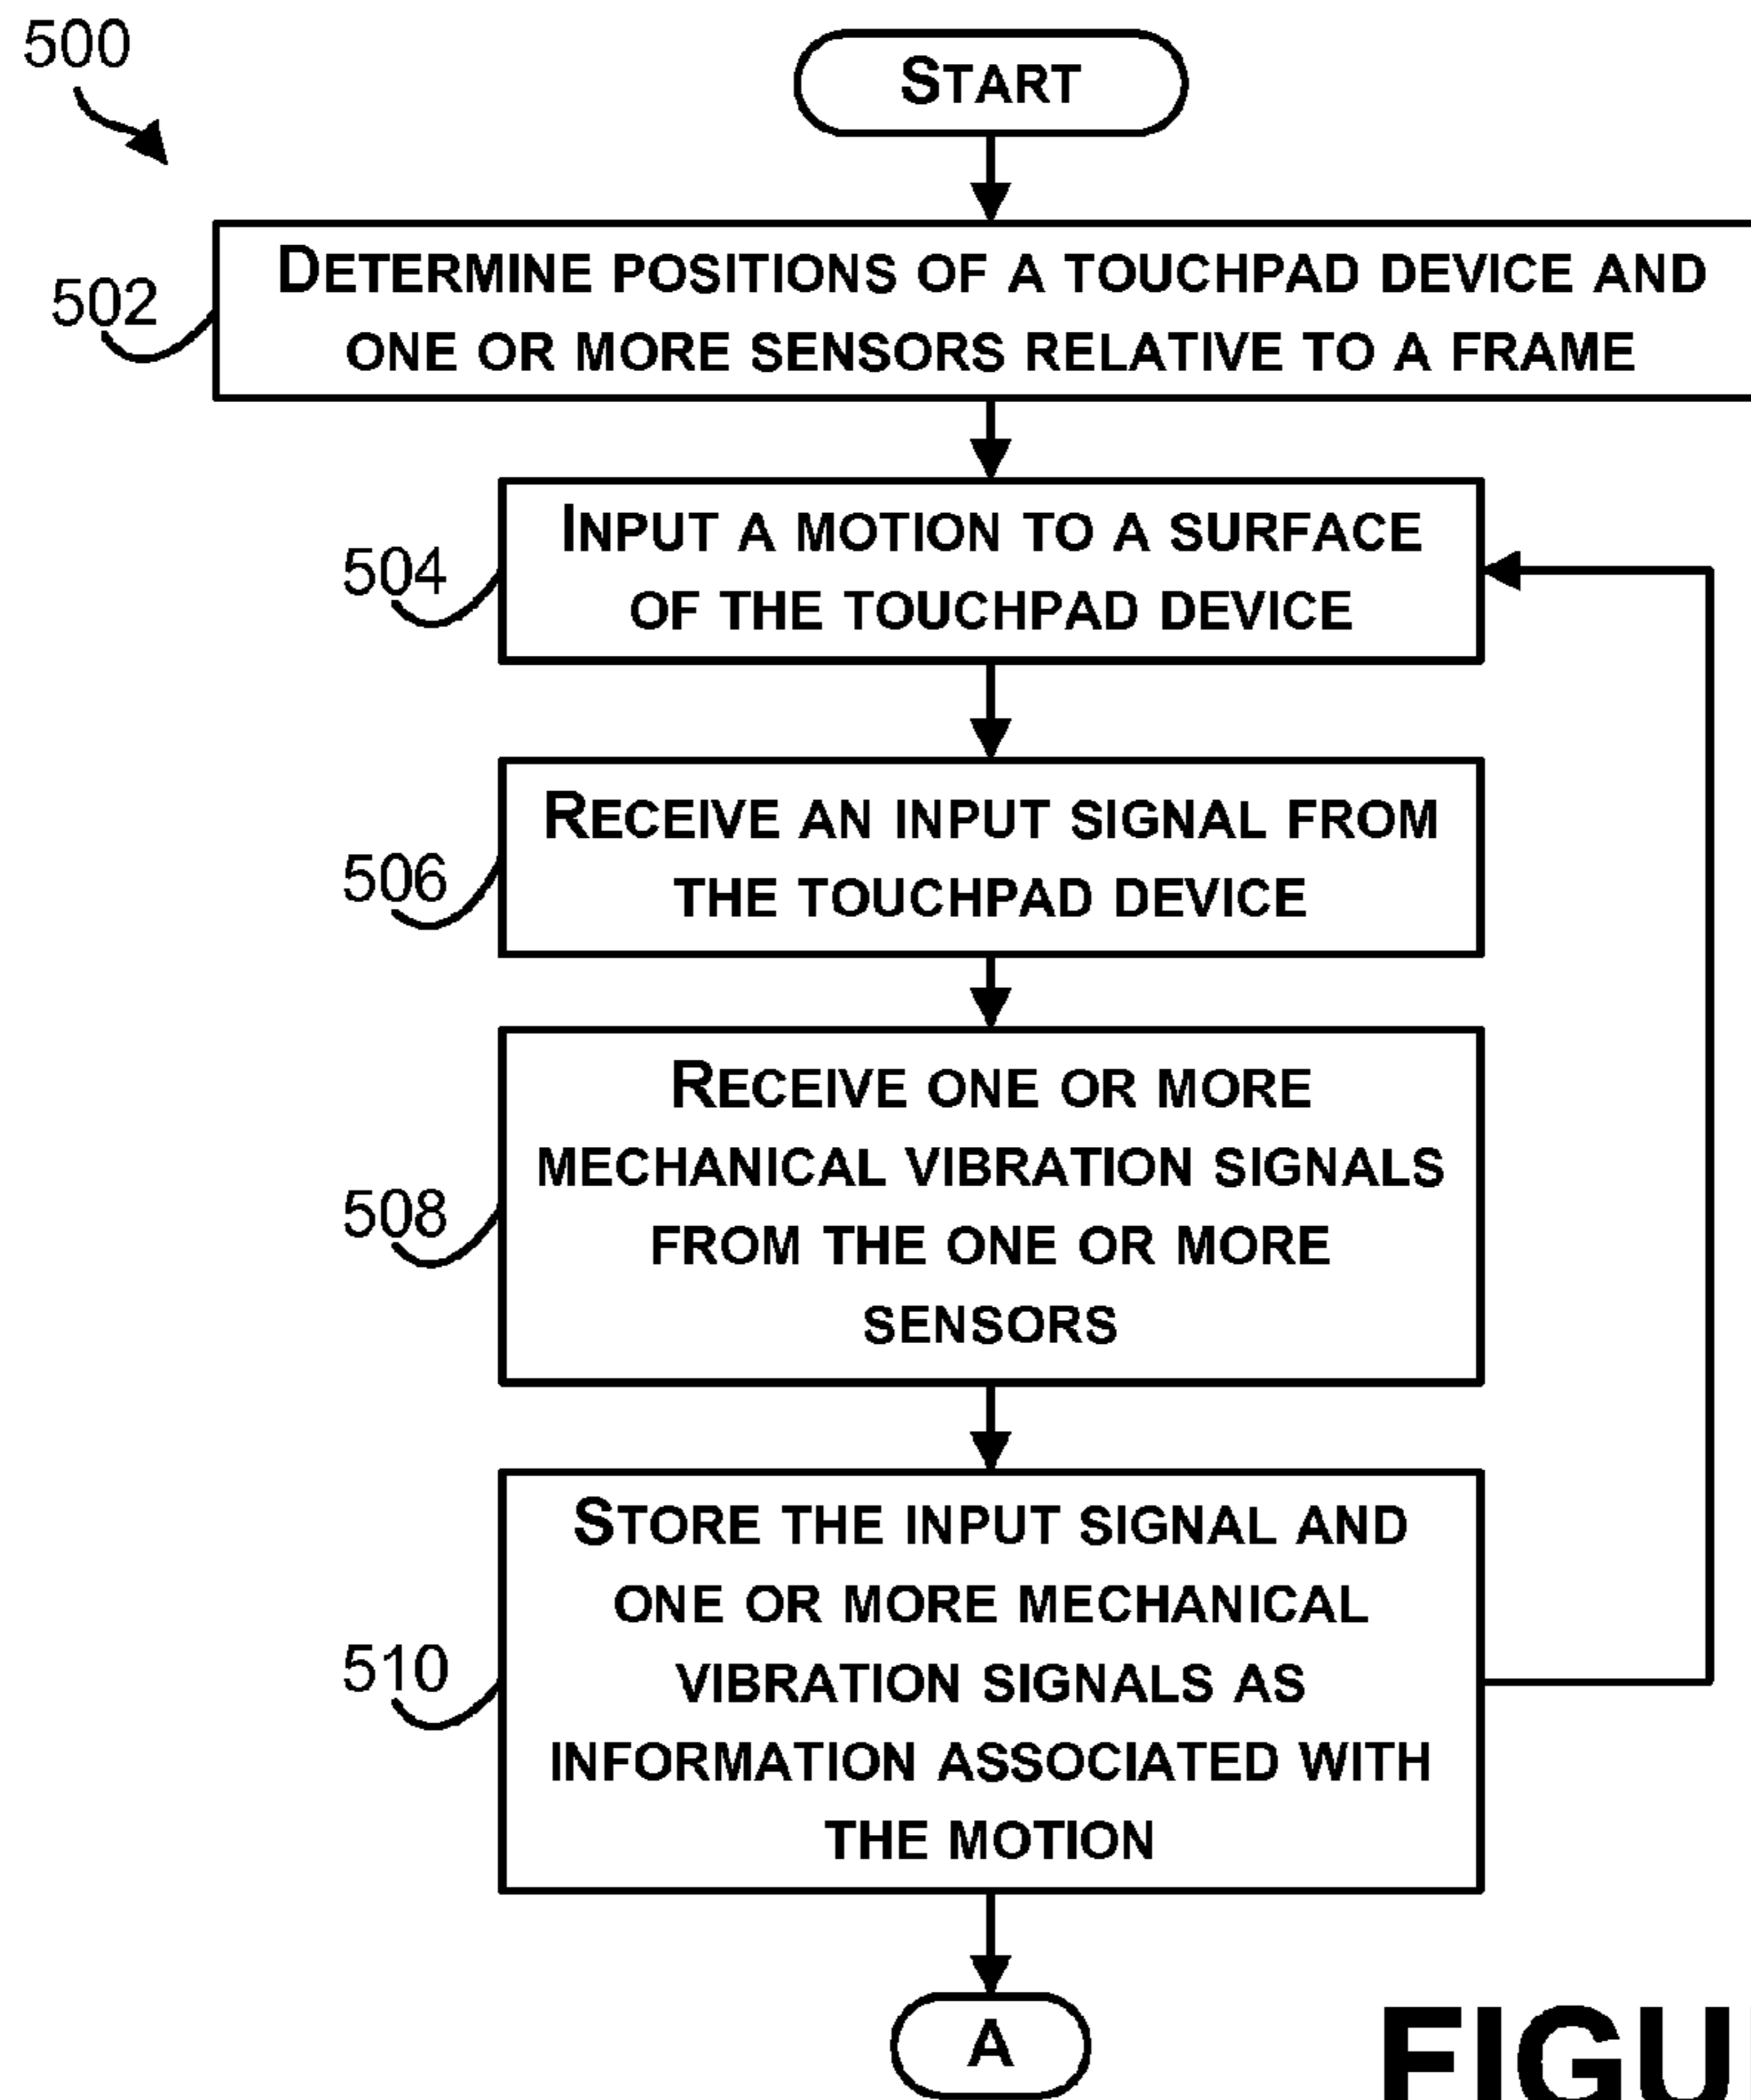 500
START
502
DETERMINE POSITIONS OF A TOUCHPAD DEVICE AND
ONE OR MORE SENSORS RELATIVE TO A FRAME
504
INPUT A MOTION TO A SURFACE
OF THE TOUCHPAD DEVICE
506
RECEIVE AN INPUT SIGNAL FROM
THE TOUCHPAD DEVICE
508
RECEIVE ONE OR MORE
MECHANICAL VIBRATION SIGNALS
FROM THE ONE OR MORE
SENSORS
510
STORE THE INPUT SIGNAL AND
ONE OR MORE MECHANICAL
VIBRATION SIGNALS AS
INFORMATION ASSOCIATED WITH
THE MOTION
A